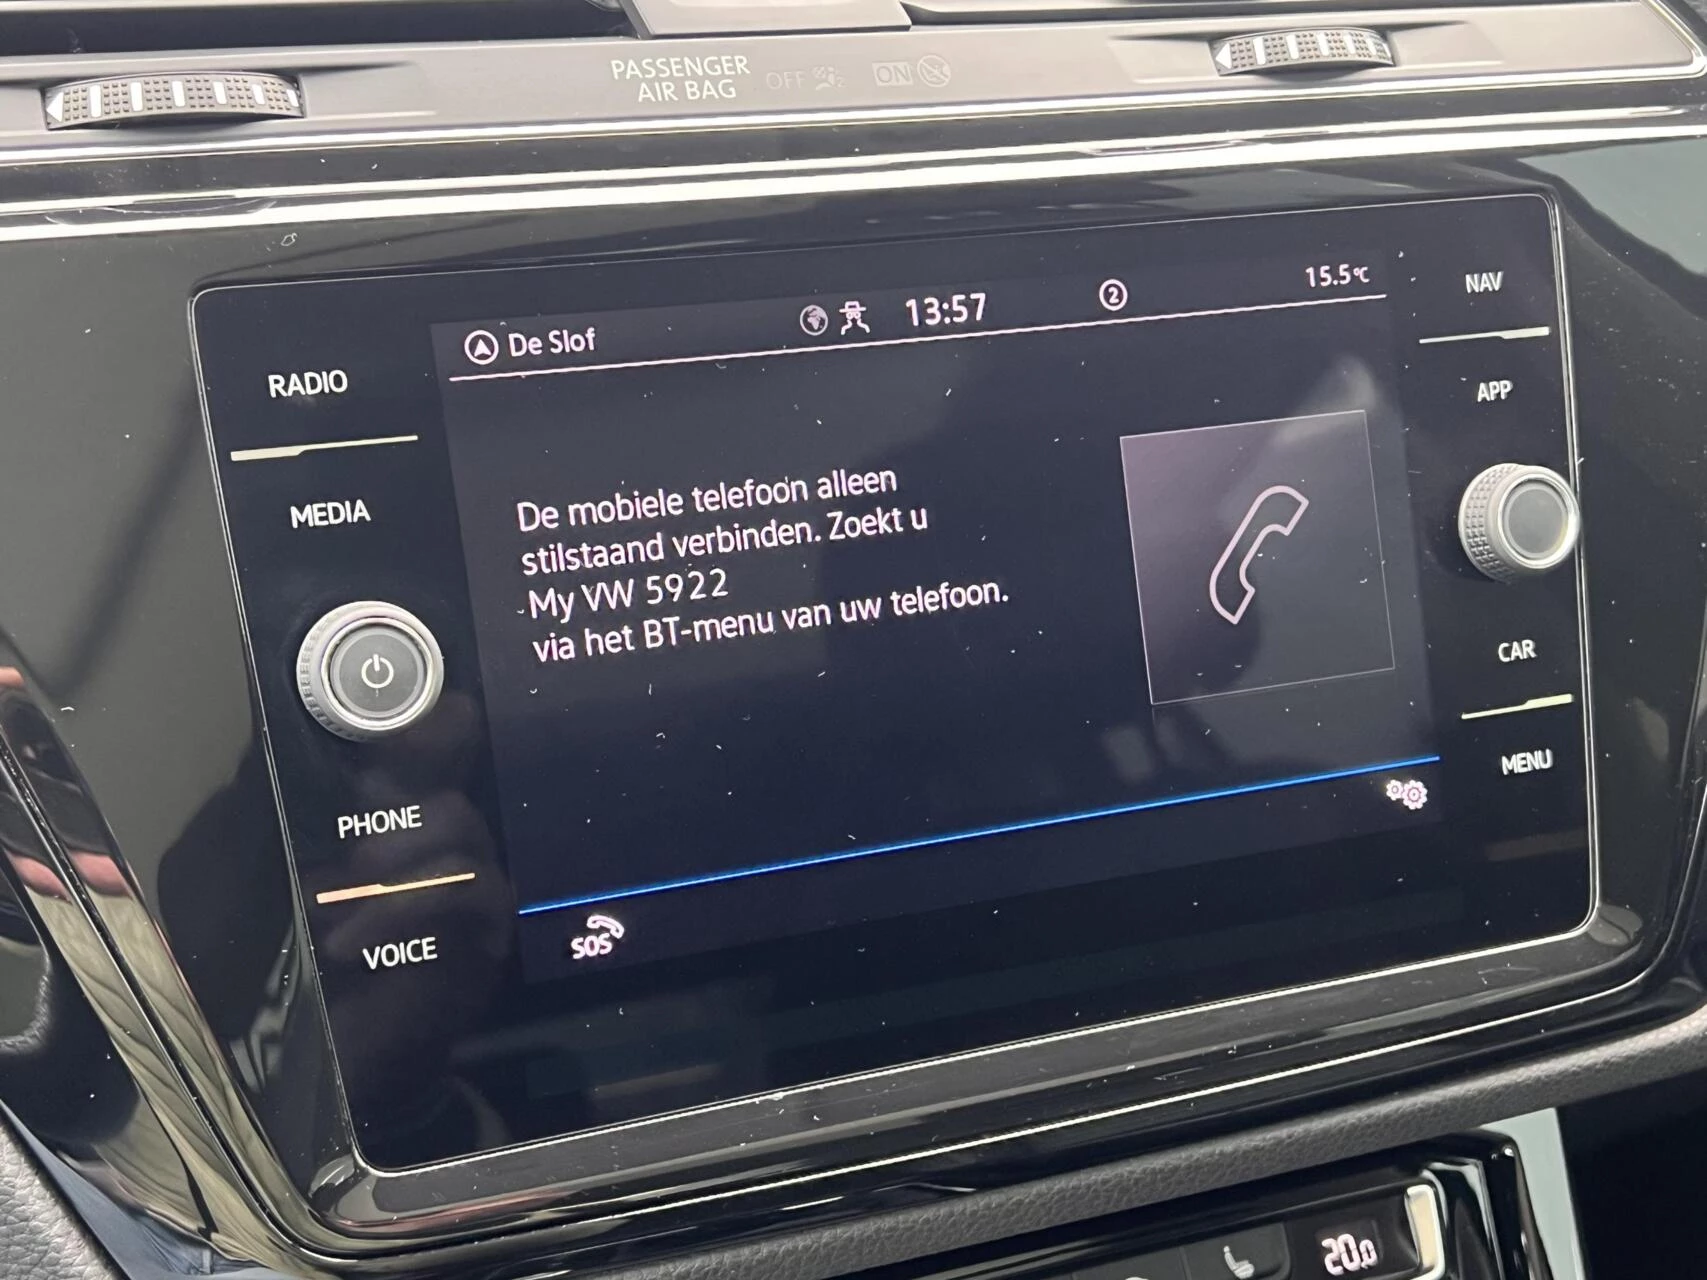 PASSENGER
AIR BAG
OFF
2
ON
De Slof
13:57
2
15.5°C
RADIO
MEDIA
PHONE
VOICE
De mobiele telefoon alleen
stilstaand verbinden. Zoekt u
My VW 5922
via het BT-menu van uw telefoon.
SOS
NAV
APP
CAR
MENU
20.0